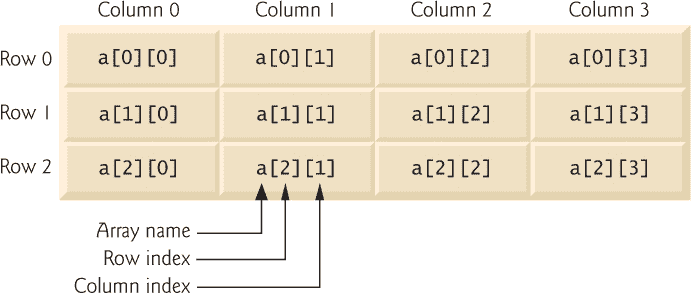 Column 0 Column 1 Column 2 Column 3
Row 0 a[0][0] a[0][1] a[0][2] a[0][3]
Row 1 a[1][0] a[1][1] a[1][2] a[1][3]
Row 2 a[2][0] a[2][1] a[2][2] a[2][3]
Array name
Row index
Column index